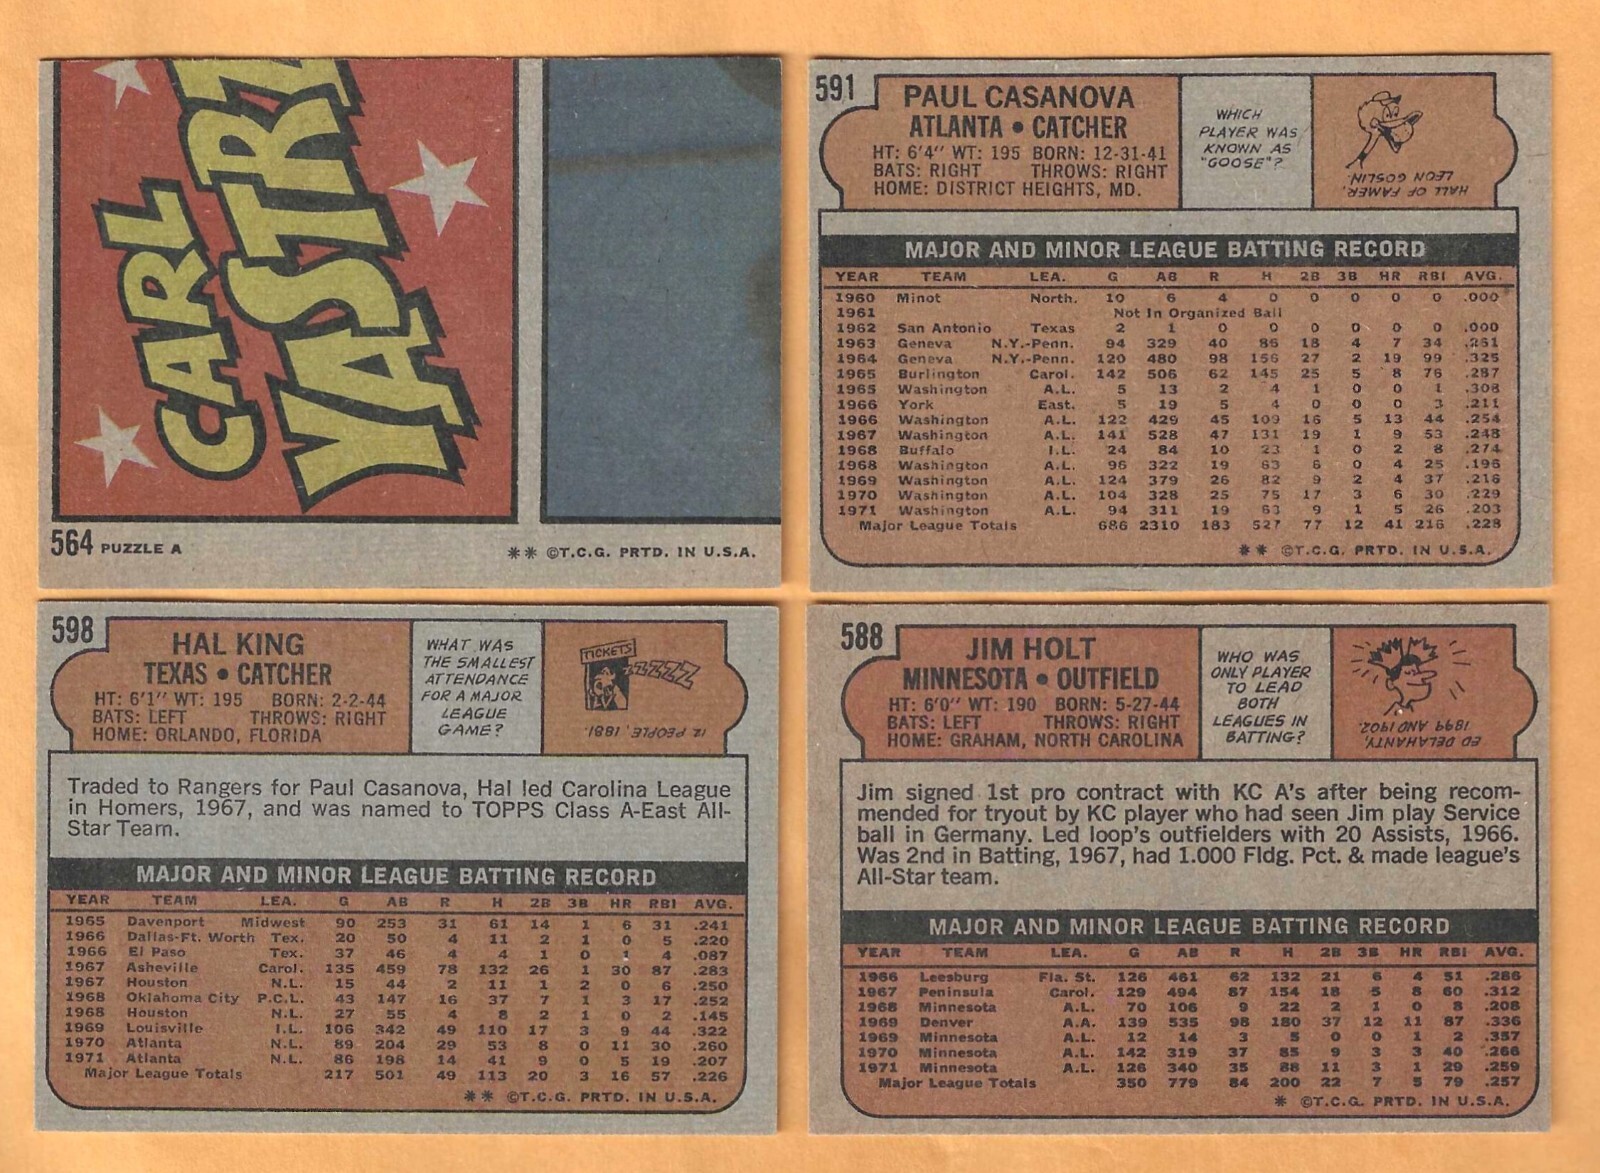 CARL
YASTRZ
564 PUZZLE A
** ©T.C.G. PRTD. IN U.S.A.
591
PAUL CASANOVA
ATLANTA • CATCHER
HT: 6'4" WT: 195 BORN: 12-31-41
BATS: RIGHT THROWS: RIGHT
HOME: DISTRICT HEIGHTS, MD.
WHICH
PLAYER WAS
KNOWN AS
"GOOSE"?
HALL OF FAMER,
LEON GOSLIN.
MAJOR AND MINOR LEAGUE BATTING RECORD
YEAR TEAM LEA. G AB R H 2B 3B HR RBI AVG.
1960 Minot North. 10 6 4 0 0 0 0 0 .000
1961 Not In Organized Ball
1962 San Antonio Texas 2 1 0 0 0 0 0 0 .000
1963 Geneva N.Y.-Penn. 94 329 40 86 18 4 7 34 .261
1964 Geneva N.Y.-Penn. 120 480 98 156 27 2 19 99 .325
1965 Burlington Carol. 142 506 62 145 25 5 8 76 .287
1965 Washington A.L. 5 13 2 4 1 0 0 1 .308
1966 York East. 5 19 5 4 0 0 0 3 .211
1966 Washington A.L. 122 429 45 109 16 5 13 44 .254
1967 Washington A.L. 141 528 47 131 19 1 9 53 .248
1968 Buffalo I.L. 24 84 10 23 1 0 2 8 .274
1968 Washington A.L. 96 322 19 63 6 0 4 25 .196
1969 Washington A.L. 124 379 26 82 9 2 4 37 .216
1970 Washington A.L. 104 328 25 75 17 3 6 30 .229
1971 Washington A.L. 94 311 19 63 9 1 5 26 .203
Major League Totals 686 2310 183 527 77 12 41 216 .228
** ©T.C.G. PRTD. IN U.S.A.
598
HAL KING
TEXAS • CATCHER
HT: 6'1" WT: 195 BORN: 2-2-44
BATS: LEFT THROWS: RIGHT
HOME: ORLANDO, FLORIDA
WHAT WAS
THE SMALLEST
ATTENDANCE
FOR A MAJOR
LEAGUE
GAME?
TICKETS
ZZZZZ
12 PEOPLE, 1881.
Traded to Rangers for Paul Casanova, Hal led Carolina League
in Homers, 1967, and was named to TOPPS Class A-East All-
Star Team.
MAJOR AND MINOR LEAGUE BATTING RECORD
YEAR TEAM LEA. G AB R H 2B 3B HR RBI AVG.
1965 Davenport Midwest 90 253 31 61 14 1 6 31 .241
1966 Dallas-Ft. Worth Tex. 20 50 4 11 2 1 0 5 .220
1966 El Paso Tex. 37 46 4 4 1 0 1 4 .087
1967 Asheville Carol. 135 459 78 132 26 1 30 87 .283
1967 Houston N.L. 15 44 2 11 1 2 0 6 .250
1968 Oklahoma City P.C.L. 43 147 16 37 7 1 3 17 .252
1968 Houston N.L. 27 55 4 8 2 1 0 2 .145
1969 Louisville I.L. 106 342 49 110 17 3 9 44 .322
1970 Atlanta N.L. 89 204 29 53 8 0 11 30 .260
1971 Atlanta N.L. 86 198 14 41 9 0 5 19 .207
Major League Totals 217 501 49 113 20 3 16 57 .226
** ©T.C.G. PRTD. IN U.S.A.
588
JIM HOLT
MINNESOTA • OUTFIELD
HT: 6'0" WT: 190 BORN: 5-27-44
BATS: LEFT THROWS: RIGHT
HOME: GRAHAM, NORTH CAROLINA
WHO WAS
ONLY PLAYER
TO LEAD
BOTH
LEAGUES IN
BATTING?
ED DELAHANTY,
1899 AND 1902.
Jim signed 1st pro contract with KC A's after being recom-
mended for tryout by KC player who had seen Jim play Service
ball in Germany. Led loop's outfielders with 20 Assists, 1966.
Was 2nd in Batting, 1967, had 1.000 Fldg. Pct. & made league's
All-Star team.
MAJOR AND MINOR LEAGUE BATTING RECORD
YEAR TEAM LEA. G AB R H 2B 3B HR RBI AVG.
1966 Leesburg Fla. St. 126 461 62 132 21 6 4 51 .286
1967 Peninsula Carol. 129 494 87 154 18 5 8 60 .312
1968 Minnesota A.L. 70 106 9 22 2 1 0 8 .208
1969 Denver A.A. 139 535 98 180 37 12 11 87 .336
1969 Minnesota A.L. 12 14 3 5 0 0 1 2 .357
1970 Minnesota A.L. 142 319 37 85 9 3 3 40 .266
1971 Minnesota A.L. 126 340 35 88 11 3 1 29 .259
Major League Totals 350 779 84 200 22 7 5 79 .257
* ©T.C.G. PRTD. IN U.S.A.